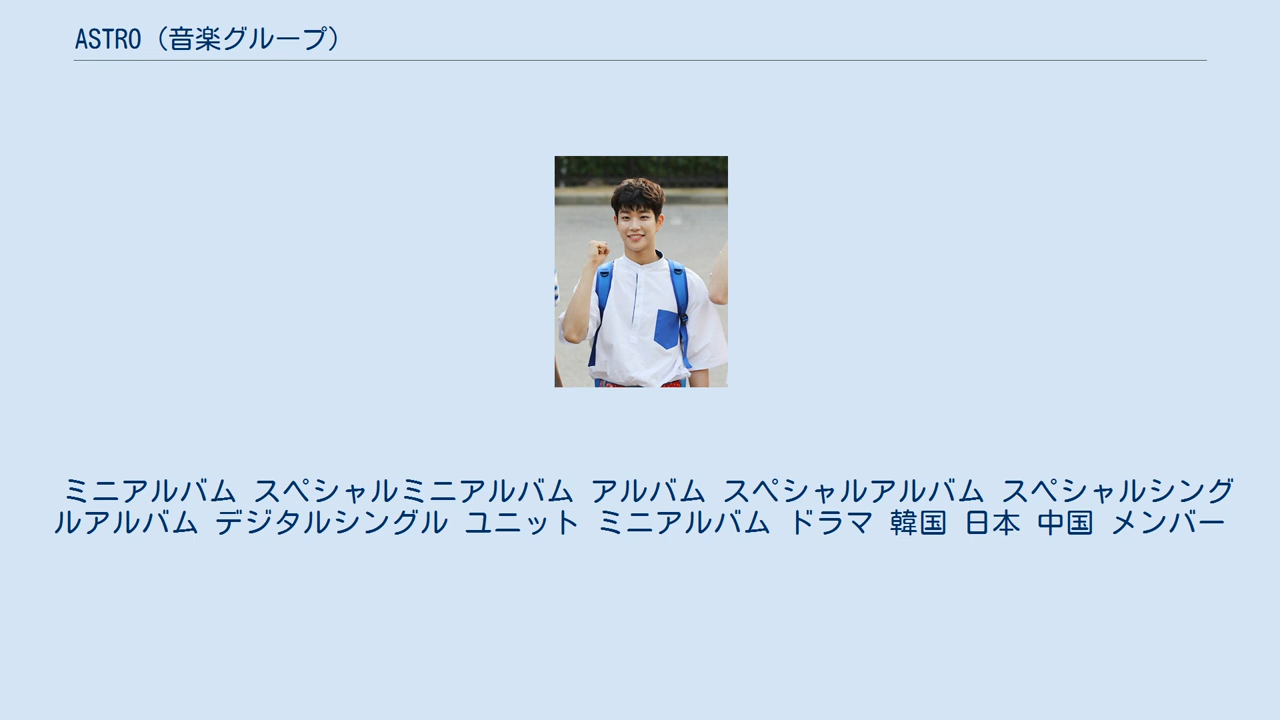 ASTRO（音楽グループ）
ミニアルバム スペシャルミニアルバム アルバム スペシャルアルバム スペシャルシング
ルアルバム デジタルシングル ユニット ミニアルバム ドラマ 韓国 日本 中国 メンバー